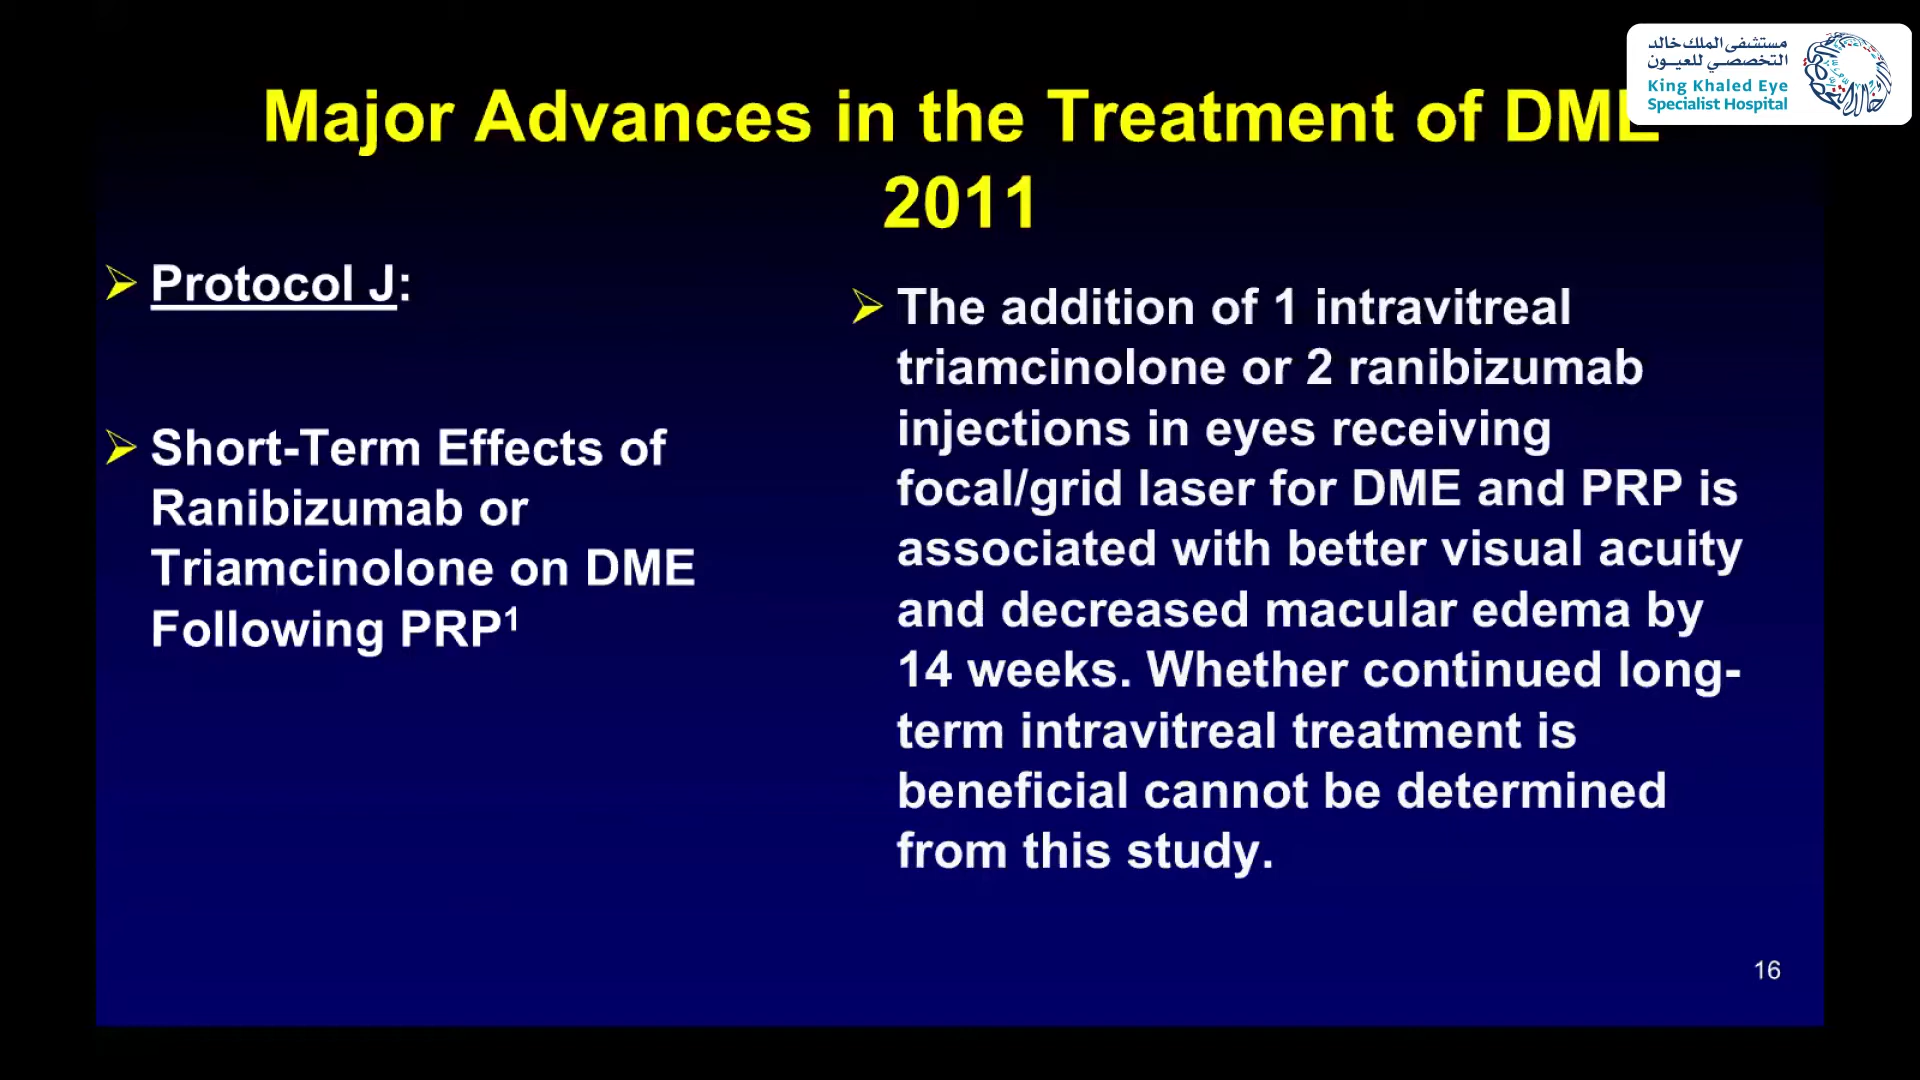 مستشفى الملك خالد
التخصصي للعيون
King Khaled Eye
Specialist Hospital
Major Advances in the Treatment of DME
2011
➢ Protocol J:
➢ Short-Term Effects of
Ranibizumab or
Triamcinolone on DME
Following PRP¹
➢ The addition of 1 intravitreal
triamcinolone or 2 ranibizumab
injections in eyes receiving
focal/grid laser for DME and PRP is
associated with better visual acuity
and decreased macular edema by
14 weeks. Whether continued long-
term intravitreal treatment is
beneficial cannot be determined
from this study.
16